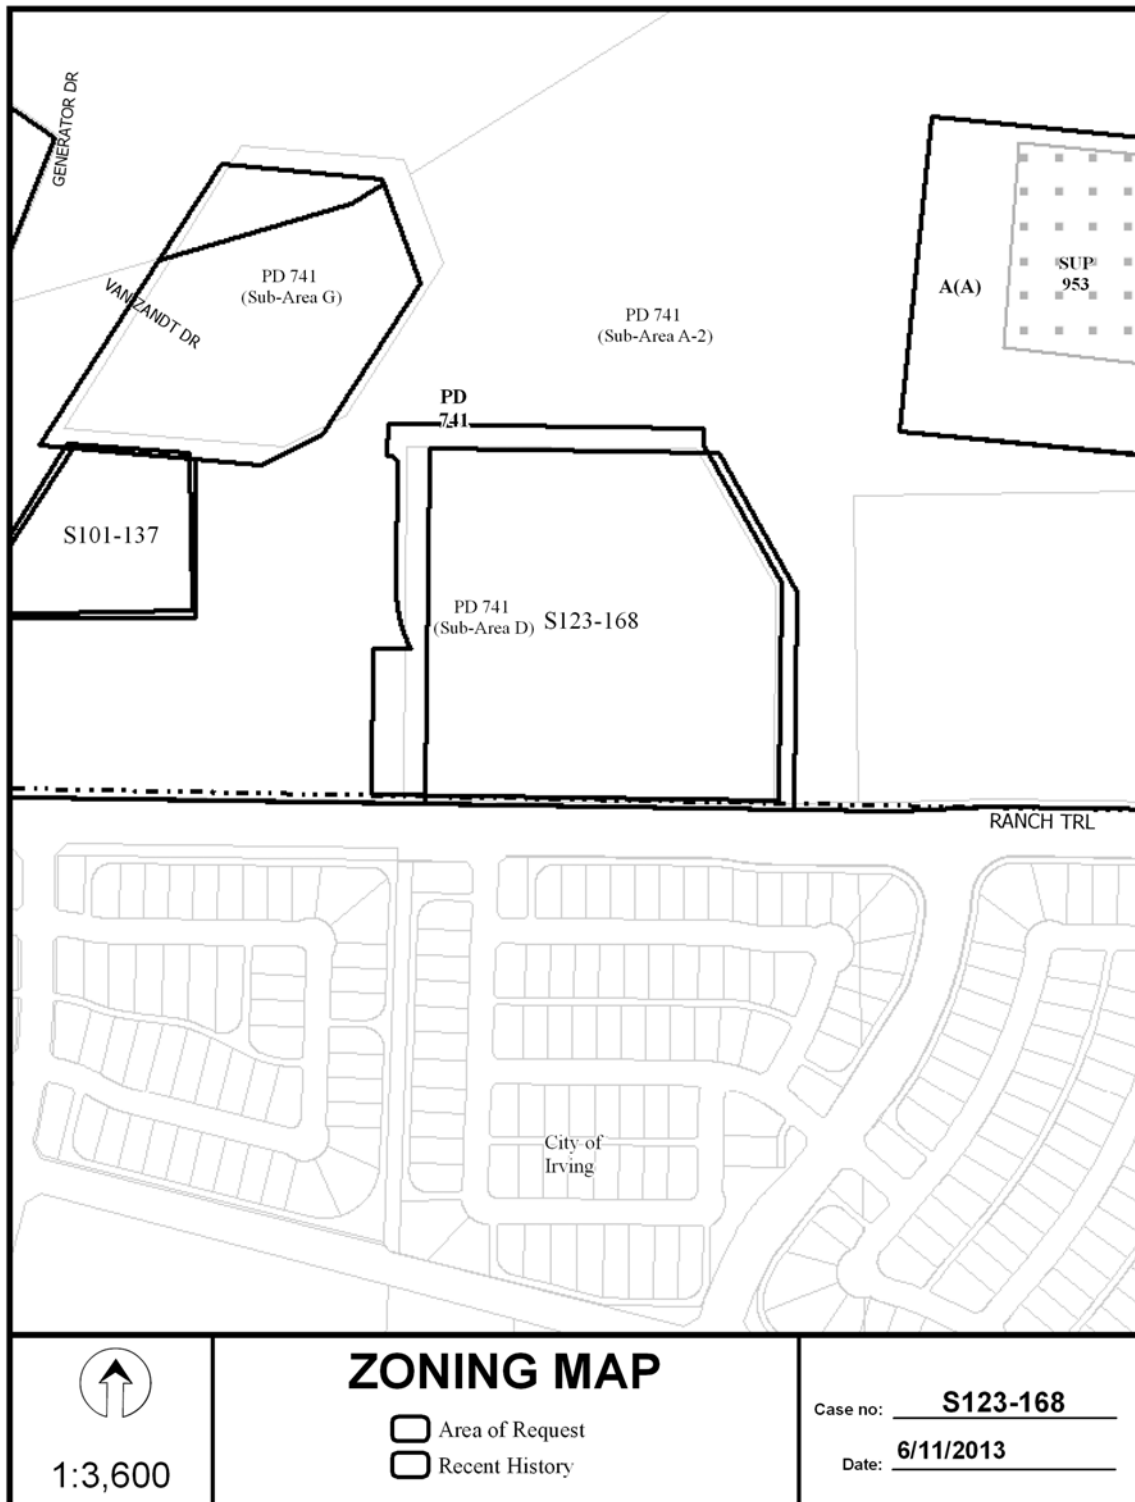 GENERATOR DR
VAN ZANDT DR
PD 741
(Sub-Area G)
PD 741
(Sub-Area A-2)
A(A)
SUP
953
PD
741
S101-137
PD 741
(Sub-Area D)
S123-168
RANCH TRL
City of
Irving
1:3,600
ZONING MAP
Area of Request
Recent History
Case no: S123-168
Date: 6/11/2013